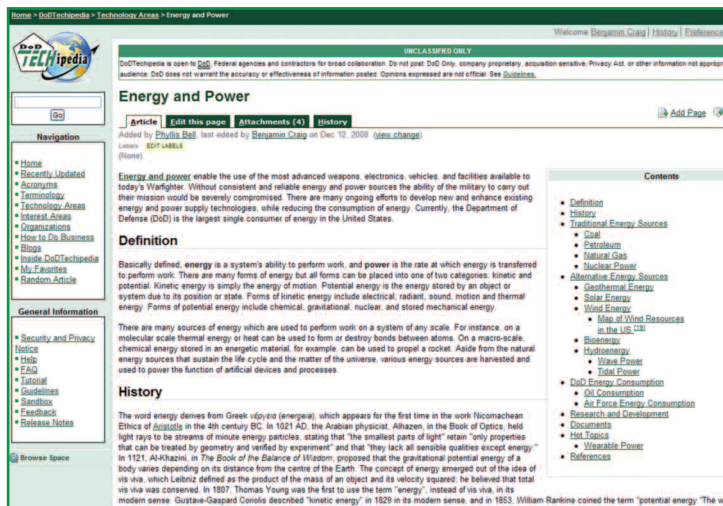 Home > DoDTechipedia > Technology Areas > Energy and Power
Welcome Benjamin Craig | History | Preference
DoD
TECHipedia
UNCLASSIFIED ONLY
DoDTechipedia is open to DoD, Federal agencies and contractors for broad collaboration. Do not post: DoD Only, company proprietary, acquisition sensitive, Privacy Act, or other information not approp
audience. DoD does not warrant the accuracy or effectiveness of information posted. Opinions expressed are not official. See Guidelines.
Go
Navigation
Home
Recently Updated
Acronyms
Terminology
Technology Areas
Interest Areas
Organizations
How to Do Business
Blogs
Inside DoDTechipedia
My Favorites
Random Article
General Information
Security and Privacy
Notice
Help
FAQ
Tutorial
Guidelines
Sandbox
Feedback
Release Notes
Browse Space
Energy and Power
Add Page
Article
Edit this page
Attachments (4)
History
Added by Phyllis Bell, last edited by Benjamin Craig on Dec 12, 2008 (view change)
Labels EDIT LABELS
(None)
Energy and power enable the use of the most advanced weapons, electronics, vehicles, and facilities available to
today's Warfighter. Without consistent and reliable energy and power sources the ability of the military to carry out
their mission would be severely compromised. There are many ongoing efforts to develop new and enhance existing
energy and power supply technologies, while reducing the consumption of energy. Currently, the Department of
Defense (DoD) is the largest single consumer of energy in the United States.
Definition
Basically defined, energy is a system's ability to perform work, and power is the rate at which energy is transferred
to perform work. There are many forms of energy but all forms can be placed into one of two categories: kinetic and
potential. Kinetic energy is simply the energy of motion. Potential energy is the energy stored by an object or
system due to its position or state. Forms of kinetic energy include electrical, radiant, sound, motion and thermal
energy. Forms of potential energy include chemical, gravitational, nuclear, and stored mechanical energy.
There are many sources of energy which are used to perform work on a system of any scale. For instance, on a
molecular scale thermal energy or heat can be used to form or destroy bonds between atoms. On a macro-scale,
chemical energy stored in an energetic material, for example, can be used to propel a rocket. Aside from the natural
energy sources that sustain the life cycle and the matter of the universe, various energy sources are harvested and
used to power the function of artificial devices and processes.
History
The word energy derives from Greek (energeia), which appears for the first time in the work Nicomachean
Ethics of Aristotle in the 4th century BC. In 1021 AD, the Arabian physicist, Alhazen, in the Book of Optics, held
light rays to be streams of minute energy particles, stating that "the smallest parts of light" retain "only properties
that can be treated by geometry and verified by experiment" and that "they lack all sensible qualities except energy."
In 1121, Al-Khazini, in The Book of the Balance of Wisdom, proposed that the gravitational potential energy of a
body varies depending on its distance from the centre of the Earth. The concept of energy emerged out of the idea of
vis viva, which Leibniz defined as the product of the mass of an object and its velocity squared; he believed that total
vis viva was conserved. In 1807, Thomas Young was the first to use the term "energy", instead of vis viva, in its
modern sense. Gustave-Gaspard Coriolis described "kinetic energy" in 1829 in its modern sense, and in 1853, William Rankine coined the term "potential energy." The w
Contents
Definition
History
Traditional Energy Sources
Coal
Petroleum
Natural Gas
Nuclear Power
Alternative Energy Sources
Geothermal Energy
Solar Energy
Wind Energy
Map of Wind Resources
in the US [19]
Bioenergy
Hydroenergy
Wave Power
Tidal Power
DoD Energy Consumption
Oil Consumption
Air Force Energy Consumption
Research and Development
Documents
Hot Topics
Wearable Power
References